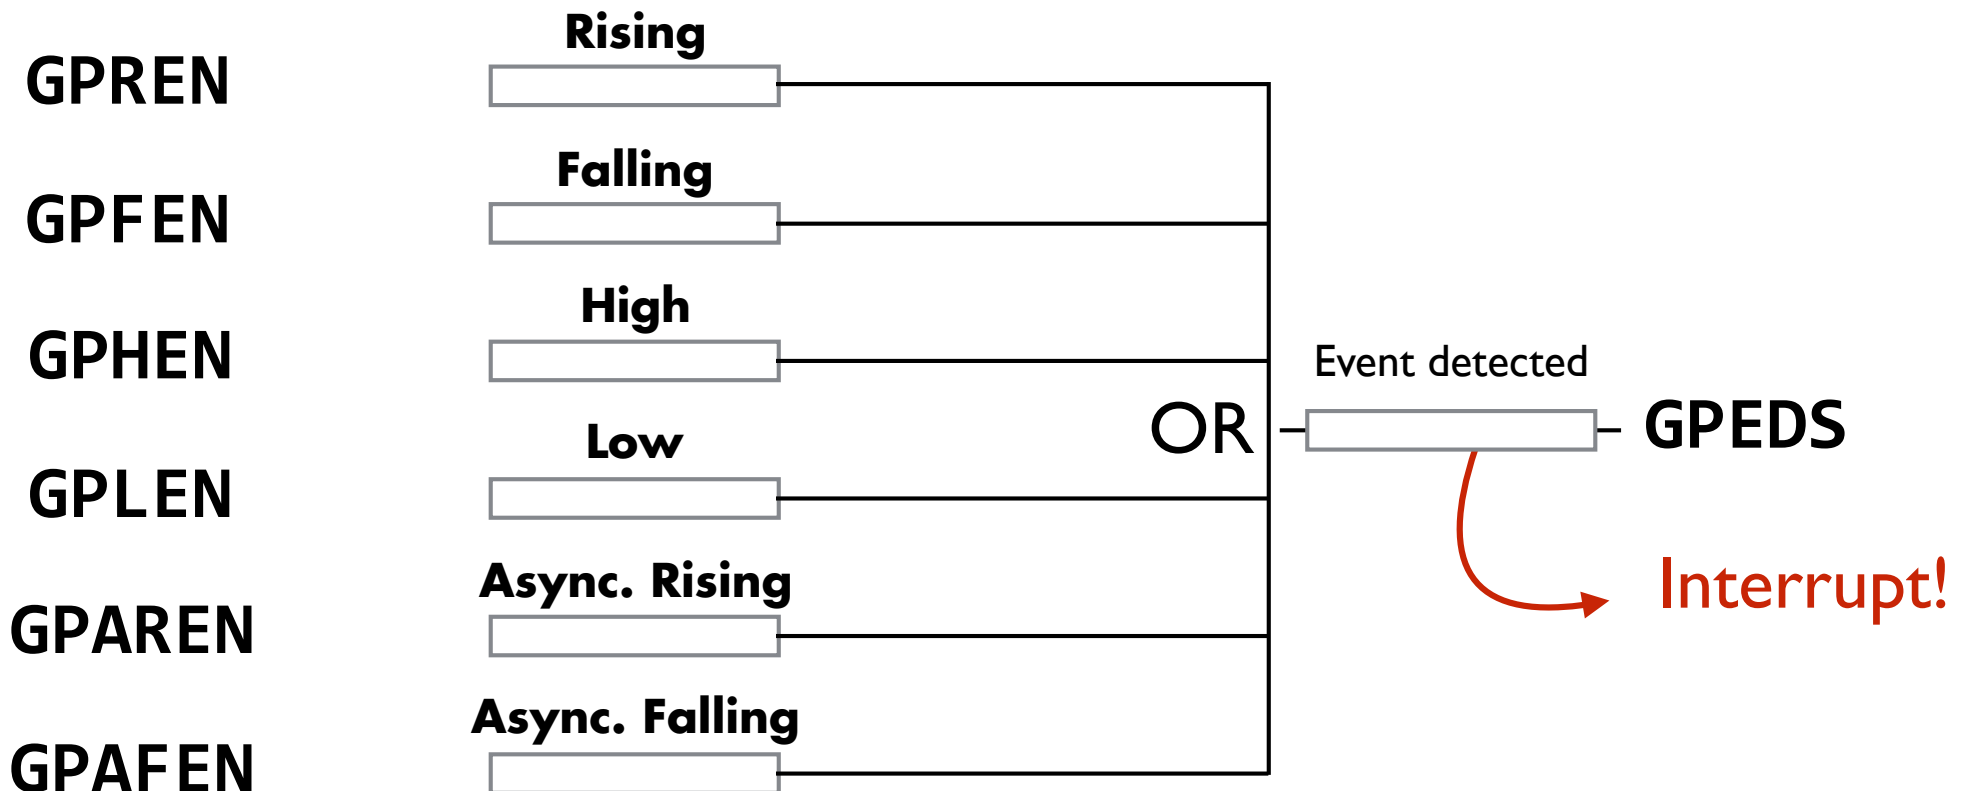 GPREN
Rising
GPFEN
Falling
GPHEN
High
GPLEN
Low
GPAREN
Async. Rising
GPAFEN
Async. Falling
OR
Event detected
GPEDS
Interrupt!